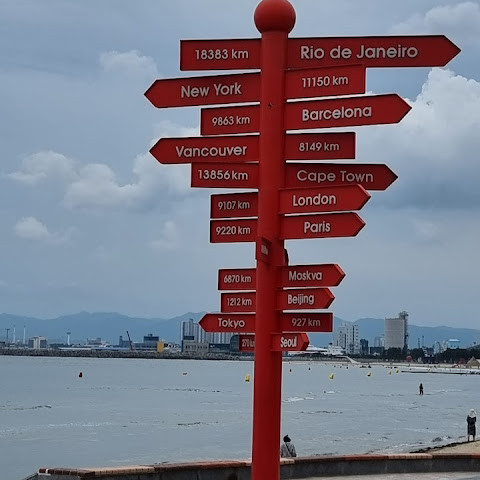 18383 km Rio de Janeiro
New York 11150 km
9863 km Barcelona
Vancouver 8149 km
13856 km Cape Town
9107 km London
9220 km Paris
6870 km Moskva
1212 km Beijing
Tokyo 927 km
Seoul